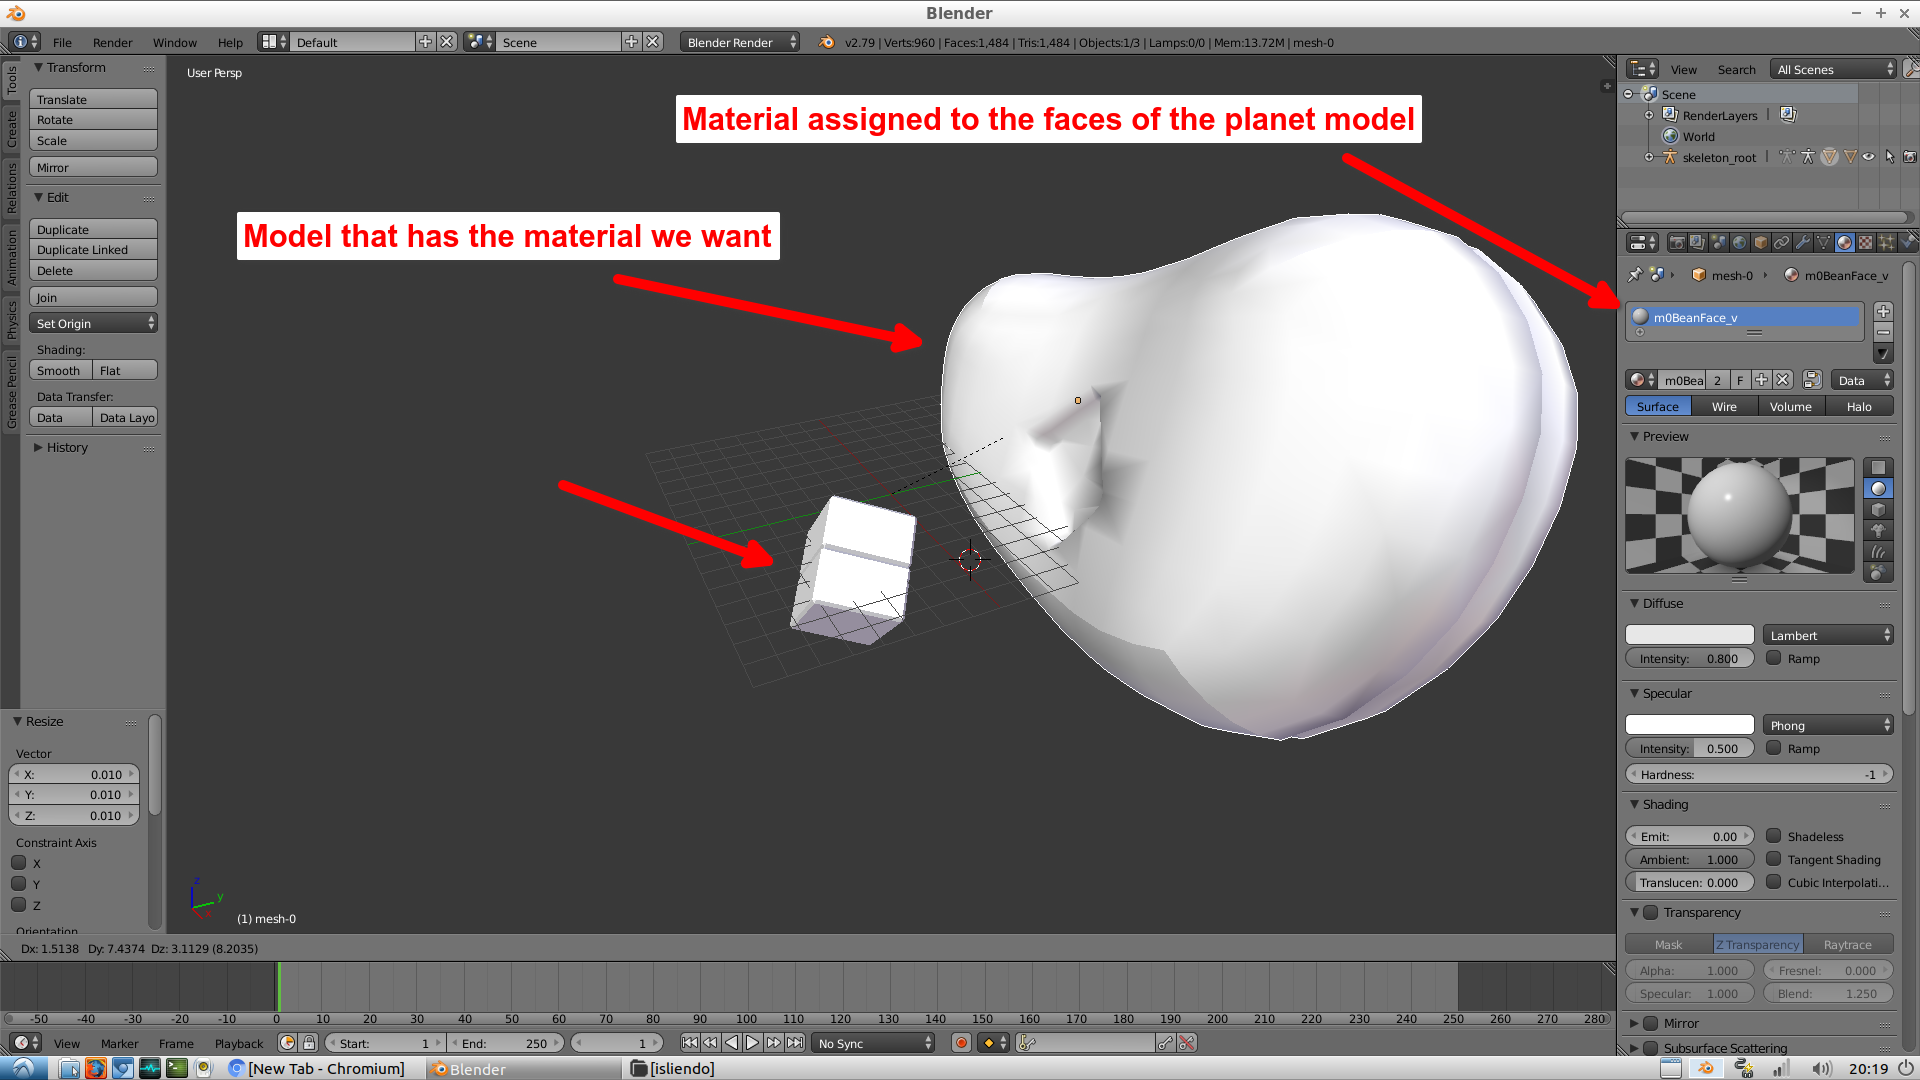 Blender
File Render Window Help Default Scene Blender Render v2.79 | Verts:960 | Faces:1,484 | Tris:1,484 | Objects:1/3 | Lamps:0/0 | Mem:13.72M | mesh-0
Tools
Create
Relations
Animation
Physics
Grease Pencil
Transform
Translate
Rotate
Scale
Mirror
Edit
Duplicate
Duplicate Linked
Delete
Join
Set Origin
Shading:
Smooth Flat
Data Transfer:
Data Data Layo
History
Resize
Vector
X: 0.010
Y: 0.010
Z: 0.010
Constraint Axis
X
Y
Z
Orientation
User Persp
Material assigned to the faces of the planet model
Model that has the material we want
z
y
(1) mesh-0
Dx: 1.5138 Dy: 7.4374 Dz: 3.1129 (8.2035)
View Search All Scenes
Scene
RenderLayers |
World
skeleton_root |
mesh-0 m0BeanFace_v
m0BeanFace_v
m0Bea 2 F Data
Surface Wire Volume Halo
Preview
Diffuse
Lambert
Intensity: 0.800 Ramp
Specular
Phong
Intensity: 0.500 Ramp
Hardness: -1
Shading
Emit: 0.00 Shadeless
Ambient: 1.000 Tangent Shading
Translucen: 0.000 Cubic Interpolati...
Transparency
Mask Z Transparency Raytrace
Alpha: 1.000 Fresnel: 0.000
Specular: 1.000 Blend: 1.250
Mirror
Subsurface Scattering
-50 -40 -30 -20 -10 0 10 20 30 40 50 60 70 80 90 100 110 120 130 140 150 160 170 180 190 200 210 220 230 240 250 260 270 280
View Marker Frame Playback Start: 1 End: 250 1 No Sync
[New Tab - Chromium] Blender [isliendo] 20:19